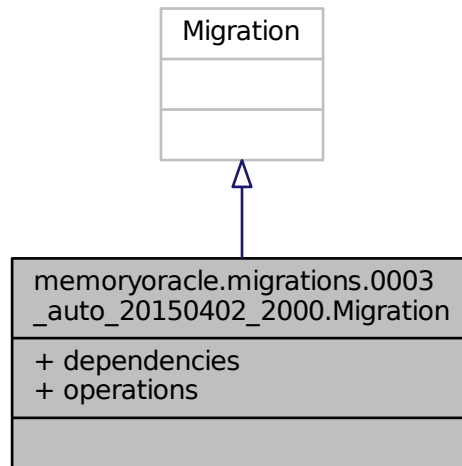 Migration
memoryoracle.migrations.0003
_auto_20150402_2000.Migration
+ dependencies
+ operations